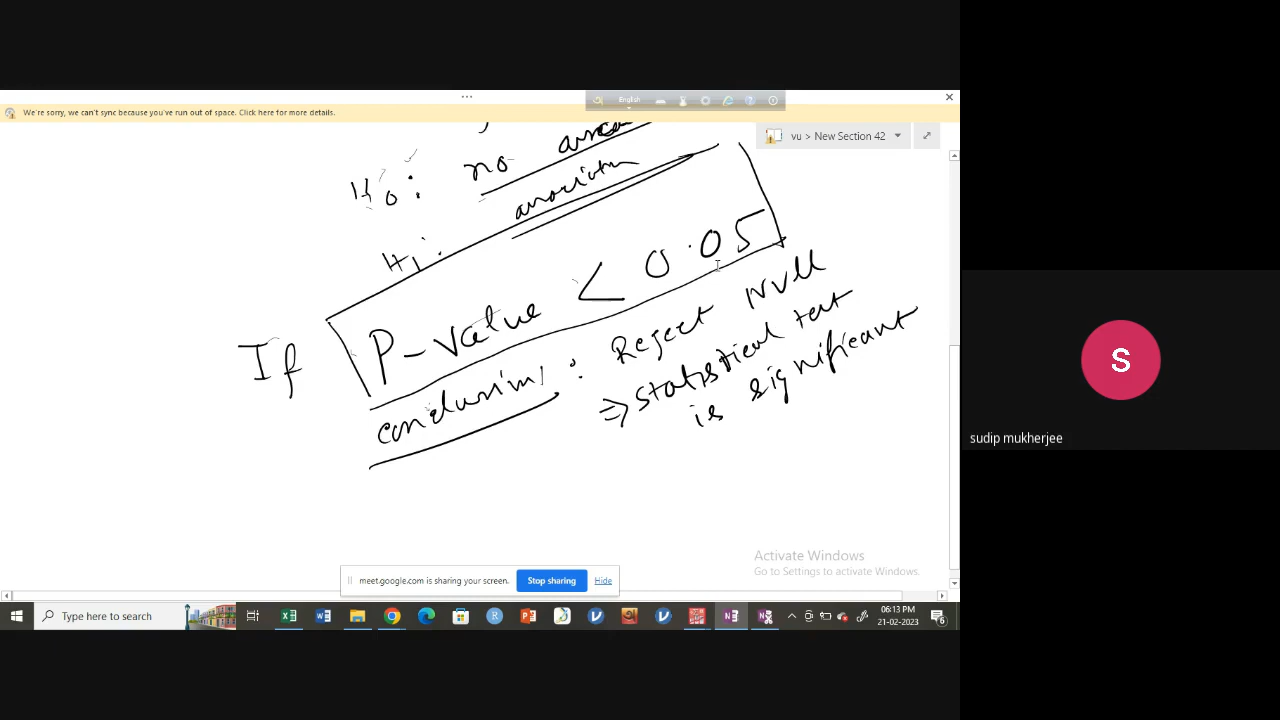 We're sorry, we can't sync because you've run out of space. Click here for more details.
English
vu > New Section 42
H0: no
association
H1:
If P-value < 0.05
conclusion: Reject Null
⇒ statistical test
is significant
S
sudip mukherjee
Activate Windows
Go to Settings to activate Windows.
meet.google.com is sharing your screen.
Stop sharing
Hide
Type here to search
06:13 PM
21-02-2023
6